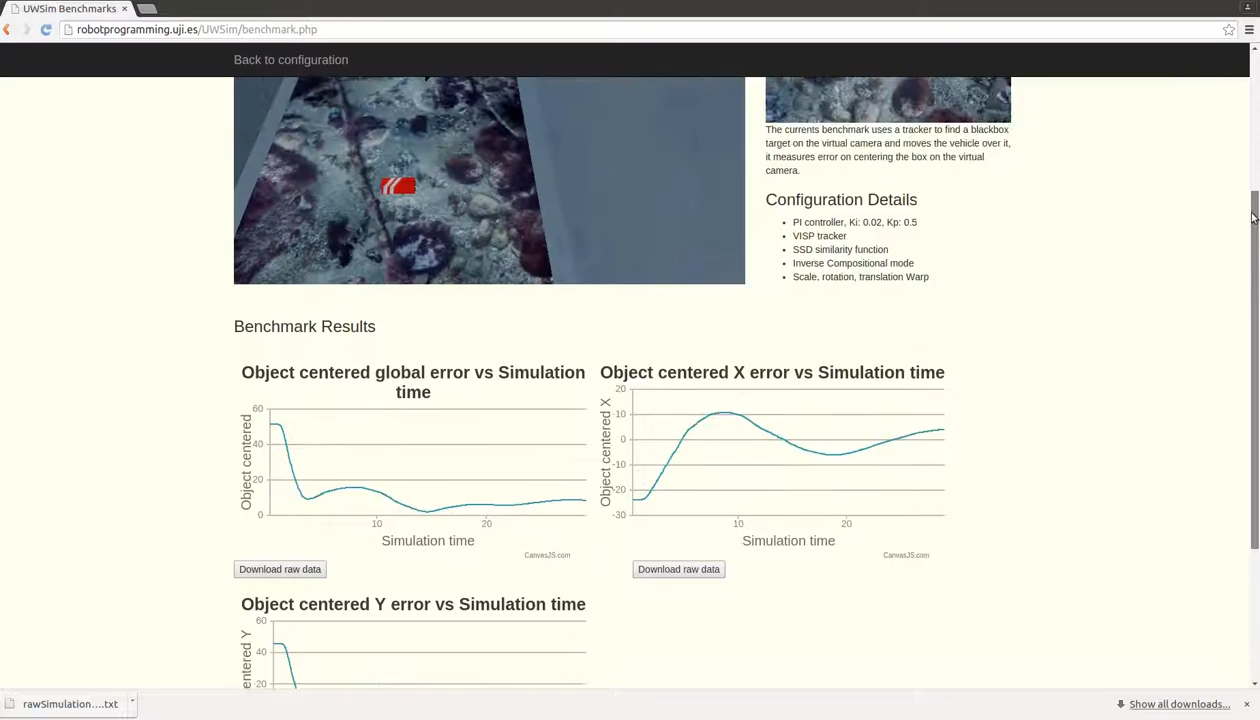 UWSim Benchmarks
robotprogramming.uji.es/UWSim/benchmark.php
Back to configuration
The currents benchmark uses a tracker to find a blackbox
target on the virtual camera and moves the vehicle over it,
it measures error on centering the box on the virtual
camera.
Configuration Details
PI controller, Ki: 0.02, Kp: 0.5
VISP tracker
SSD similarity function
Inverse Compositional mode
Scale, rotation, translation Warp
Benchmark Results
Object centered global error vs Simulation
time
60
40
20
0
Object centered
10
20
Simulation time
CanvasJS.com
Download raw data
Object centered X error vs Simulation time
20
10
0
-10
-20
-30
Object centered X
10
20
Simulation time
CanvasJS.com
Download raw data
Object centered Y error vs Simulation time
60
40
20
entered Y
rawSimulation....txt
Show all downloads...